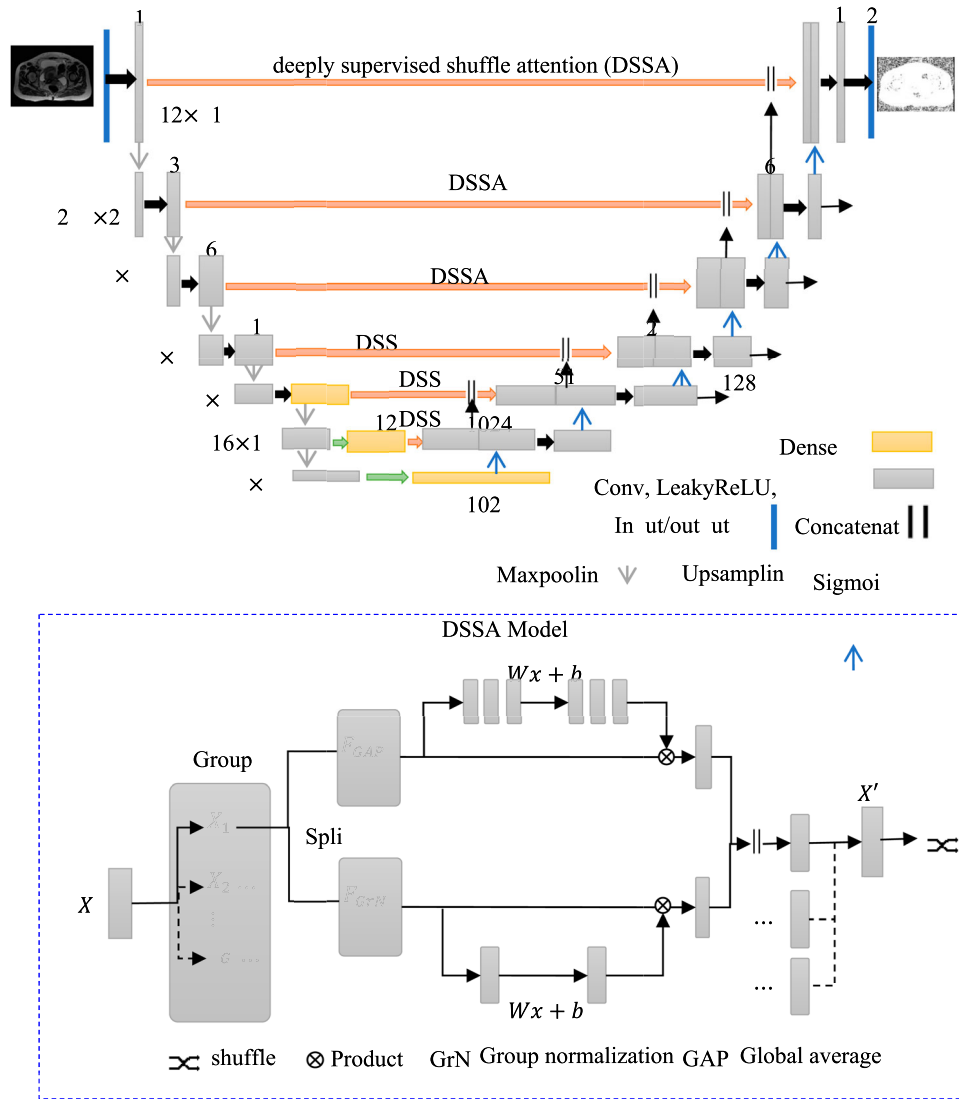 1 1 2
deeply supervised shuffle attention (DSSA)
12× 1
3 DSSA 6
2 ×2
6
× DSSA
1 DSS 2
×
DSS 51 128
×
12 DSS 1024
16×1
Dense
×
102
Conv, LeakyReLU,
In ut/out ut Concatenat
Maxpoolin Upsamplin Sigmoi
DSSA Model
Wx + b
Group
F_GAP
X_1
Spli
X′
X
X_2 ...
F_GrN
...
⋮
G ...
...
Wx + b
shuffle Product GrN Group normalization GAP Global average